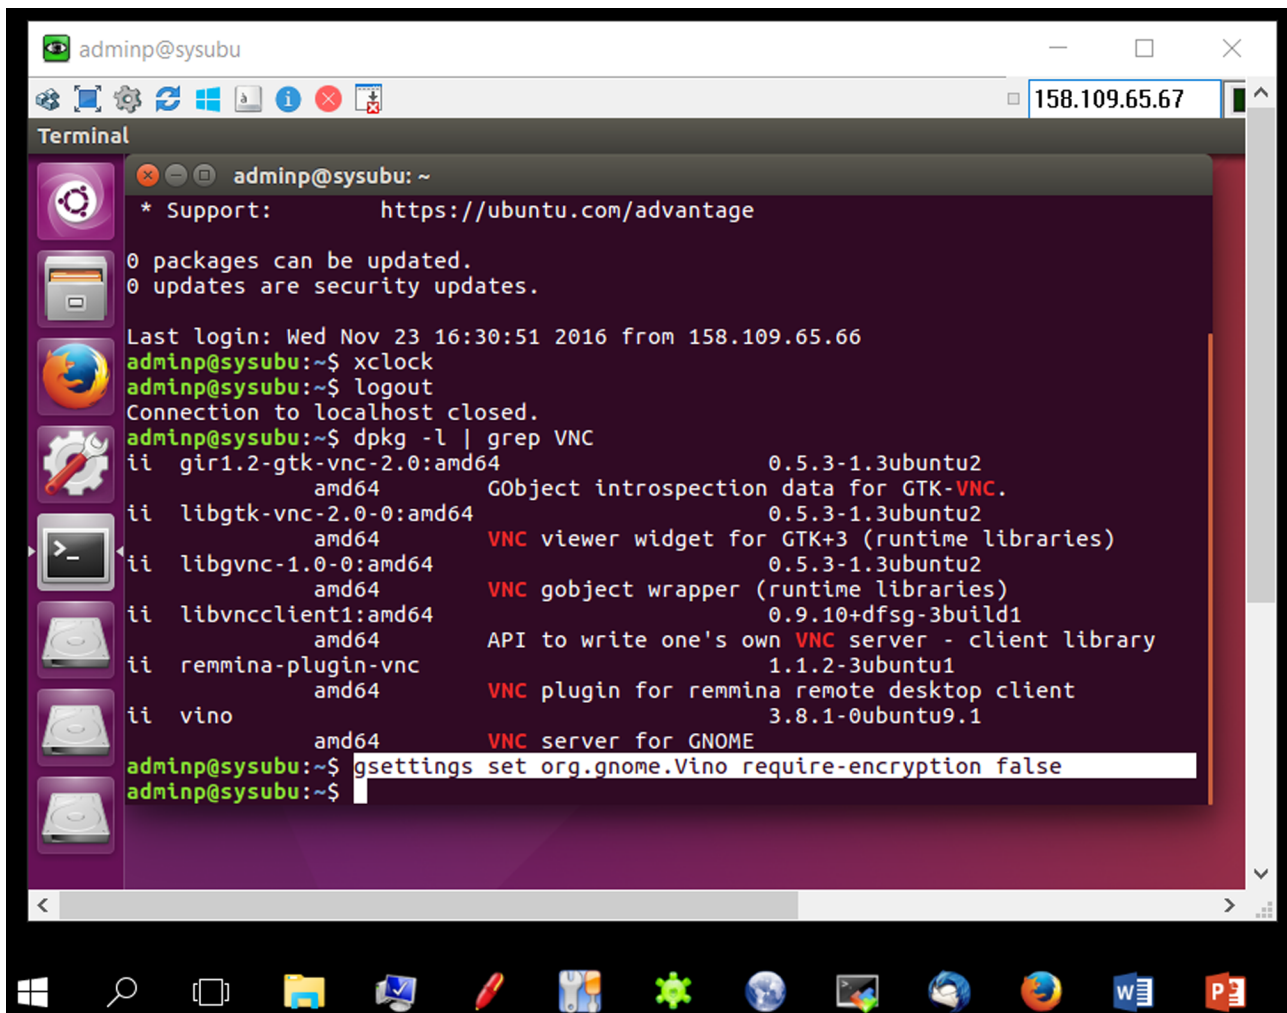 adminp@sysubu
158.109.65.67
Terminal
adminp@sysubu: ~
* Support:        https://ubuntu.com/advantage
0 packages can be updated.
0 updates are security updates.
Last login: Wed Nov 23 16:30:51 2016 from 158.109.65.66
adminp@sysubu:~$ xclock
adminp@sysubu:~$ logout
Connection to localhost closed.
adminp@sysubu:~$ dpkg -l | grep VNC
ii  gir1.2-gtk-vnc-2.0:amd64                    0.5.3-1.3ubuntu2
              amd64        GObject introspection data for GTK-VNC.
ii  libgtk-vnc-2.0-0:amd64                      0.5.3-1.3ubuntu2
              amd64        VNC viewer widget for GTK+3 (runtime libraries)
ii  libgvnc-1.0-0:amd64                         0.5.3-1.3ubuntu2
              amd64        VNC gobject wrapper (runtime libraries)
ii  libvncclient1:amd64                         0.9.10+dfsg-3build1
              amd64        API to write one's own VNC server - client library
ii  remmina-plugin-vnc                          1.1.2-3ubuntu1
              amd64        VNC plugin for remmina remote desktop client
ii  vino                                        3.8.1-0ubuntu9.1
              amd64        VNC server for GNOME
adminp@sysubu:~$ gsettings set org.gnome.Vino require-encryption false
adminp@sysubu:~$